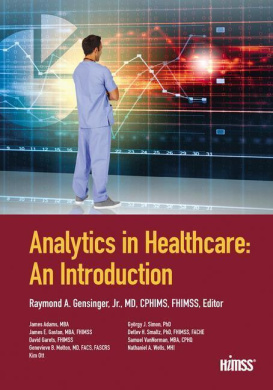 Analytics in Healthcare:
An Introduction
Raymond A. Gensinger, Jr., MD, CPHIMS, FHIMSS, Editor
James Adams, MBA
James E. Gaston, MBA, FHIMSS
David Garets, FHIMSS
Genevieve B. Melton, MD, FACS, FASCRS
Kim Ott
György J. Simon, PhD
Detlev H. Smaltz, PhD, FHIMSS, FACHE
Samuel VanNorman, MBA, CPHQ
Nathaniel A. Wells, MHI
HIMSS®